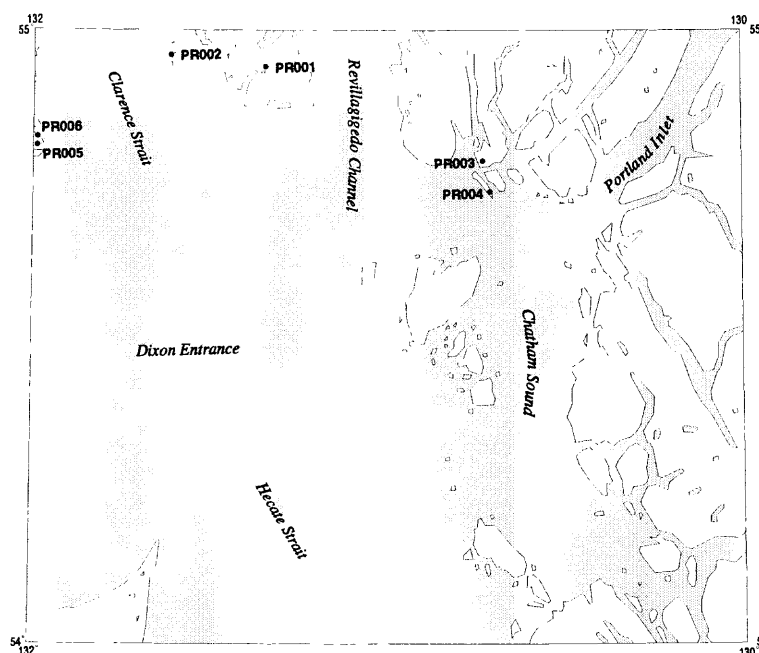 132
130
55
55
PR002
PR001
Clarence Strait
Revillagigedo Channel
PR006
PR005
PR003
PR004
Portland Inlet
Dixon Entrance
Chatham Sound
Hecate Strait
54
132
130